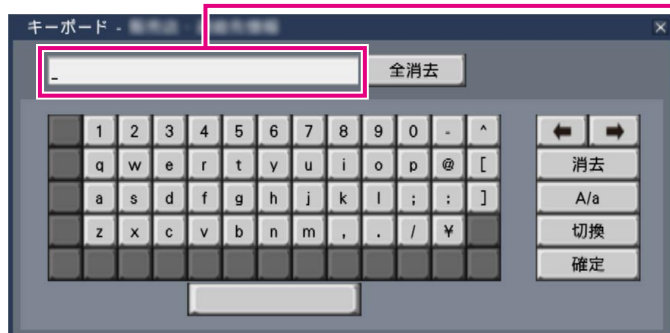 キーボード -
_
全消去
1 2 3 4 5 6 7 8 9 0 - ^
q w e r t y u i o p @ [
消去
a s d f g h j k l ; : ]
A/a
z x c v b n m , . / ¥
切換
確定